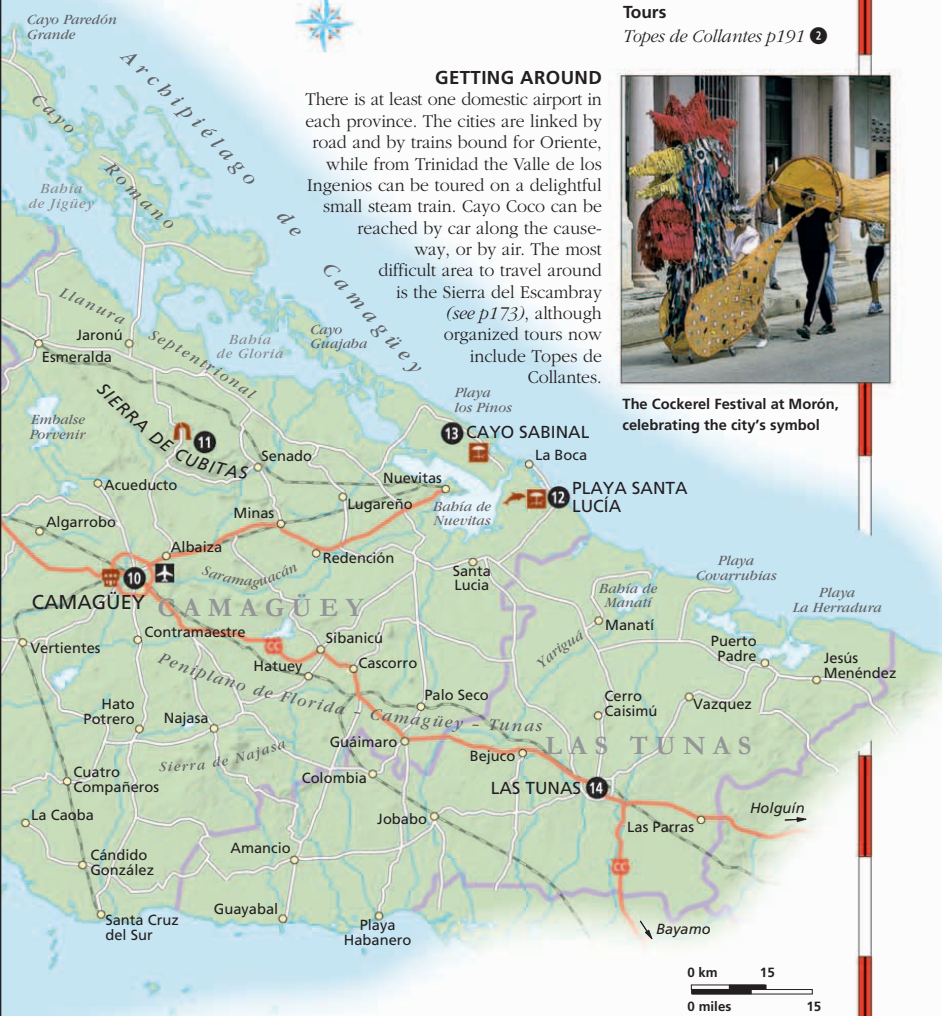 Tours
Topes de Collantes p191 2
GETTING AROUND
There is at least one domestic airport in
each province. The cities are linked by
road and by trains bound for Oriente,
while from Trinidad the Valle de los
Ingenios can be toured on a delightful
small steam train. Cayo Coco can be
reached by car along the cause-
way, or by air. The most
difficult area to travel around
is the Sierra del Escambray
(see p173), although
organized tours now
include Topes de
Collantes.
The Cockerel Festival at Morón,
celebrating the city's symbol
Cayo Paredón
Grande
Archipiélago de Camagüey
Cayo Romano
Bahía
de Jigüey
Llanura Septentrional
Jaronú
Esmeralda
Bahía
de Gloria
Cayo
Guajaba
Playa
los Pinos
SIERRA DE CUBITAS
11
Embalse
Porvenir
13 CAYO SABINAL
La Boca
Senado
Acueducto
Nuevitas
12 PLAYA SANTA
LUCÍA
Lugareño
Bahía de
Nuevitas
Minas
Algarrobo
Albaiza
Redención
Saramaguacán
Santa
Lucia
10
CAMAGÜEY
CAMAGÜEY
Playa
Covarrubias
Bahía de
Manatí
Playa
La Herradura
Manatí
Yariguá
Contramaestre
Vertientes
CC
Sibanicú
Hatuey
Cascorro
Puerto
Padre
Jesús
Menéndez
Peniplano de Florida - Camagüey - Tunas
Palo Seco
Cerro
Caisimú
Vazquez
Hato
Potrero
Najasa
Guáimaro
LAS TUNAS
Sierra de Najasa
Bejuco
Colombia
Cuatro
Compañeros
LAS TUNAS 14
La Caoba
Jobabo
Holguín
Las Parras
Amancio
Cándido
González
CC
Guayabal
Santa Cruz
del Sur
Playa
Habanero
Bayamo
0 km 15
0 miles 15